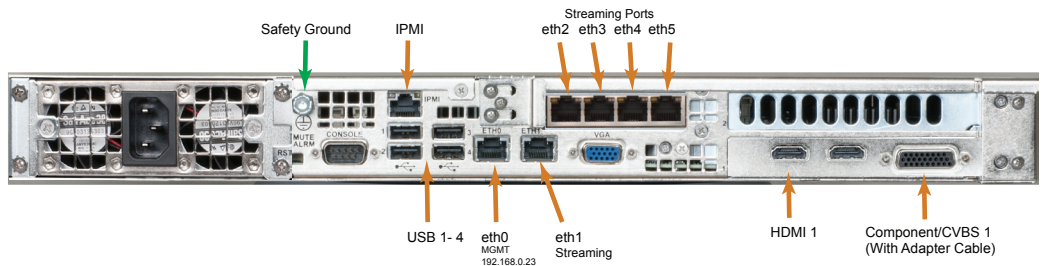 Streaming Ports
Safety Ground
IPMI
eth2 eth3 eth4 eth5
IPMI
MUTE
ALRM
RST
CONSOLE
1
3
2
4
ETH0
ETH1
VGA
2
1
USB 1- 4
eth0
MGMT
192.168.0.23
eth1
Streaming
HDMI 1
Component/CVBS 1
(With Adapter Cable)